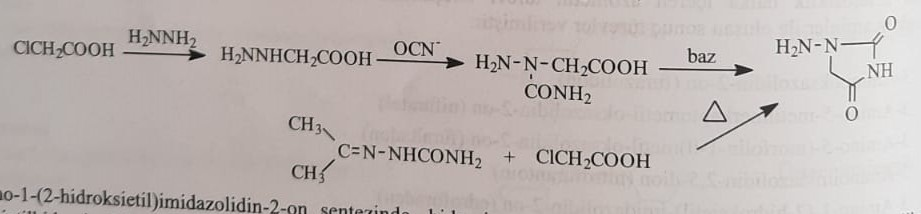 ClCH₂COOH H₂NNH₂ H₂NNHCH₂COOH OCN⁻ H₂N-N-CH₂COOH baz H₂N-N O
CONH₂ NH
O
△
CH₃
C=N-NHCONH₂ + ClCH₂COOH
CH₃
o-1-(2-hidroksietil)imidazolidin-2-on sentezinde